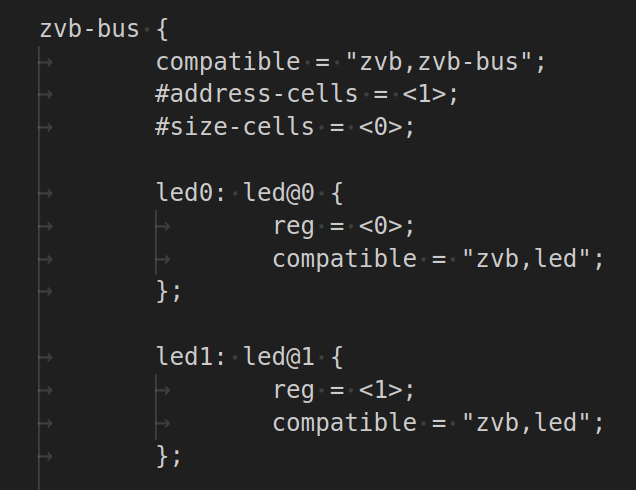 zvb-bus {
	compatible = "zvb,zvb-bus";
	#address-cells = <1>;
	#size-cells = <0>;

	led0: led@0 {
		reg = <0>;
		compatible = "zvb,led";
	};

	led1: led@1 {
		reg = <1>;
		compatible = "zvb,led";
	};